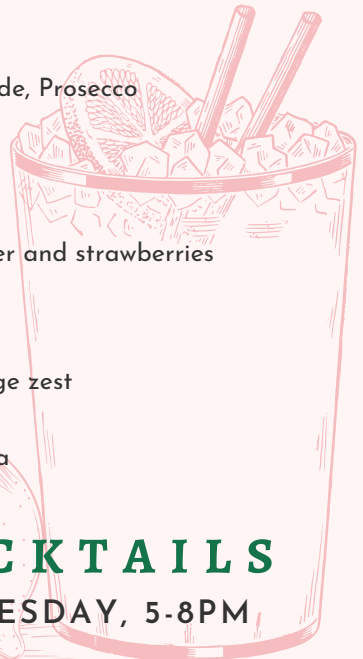 de, Prosecco
er and strawberries
ge zest
a
CKTAILS
ESDAY, 5-8PM